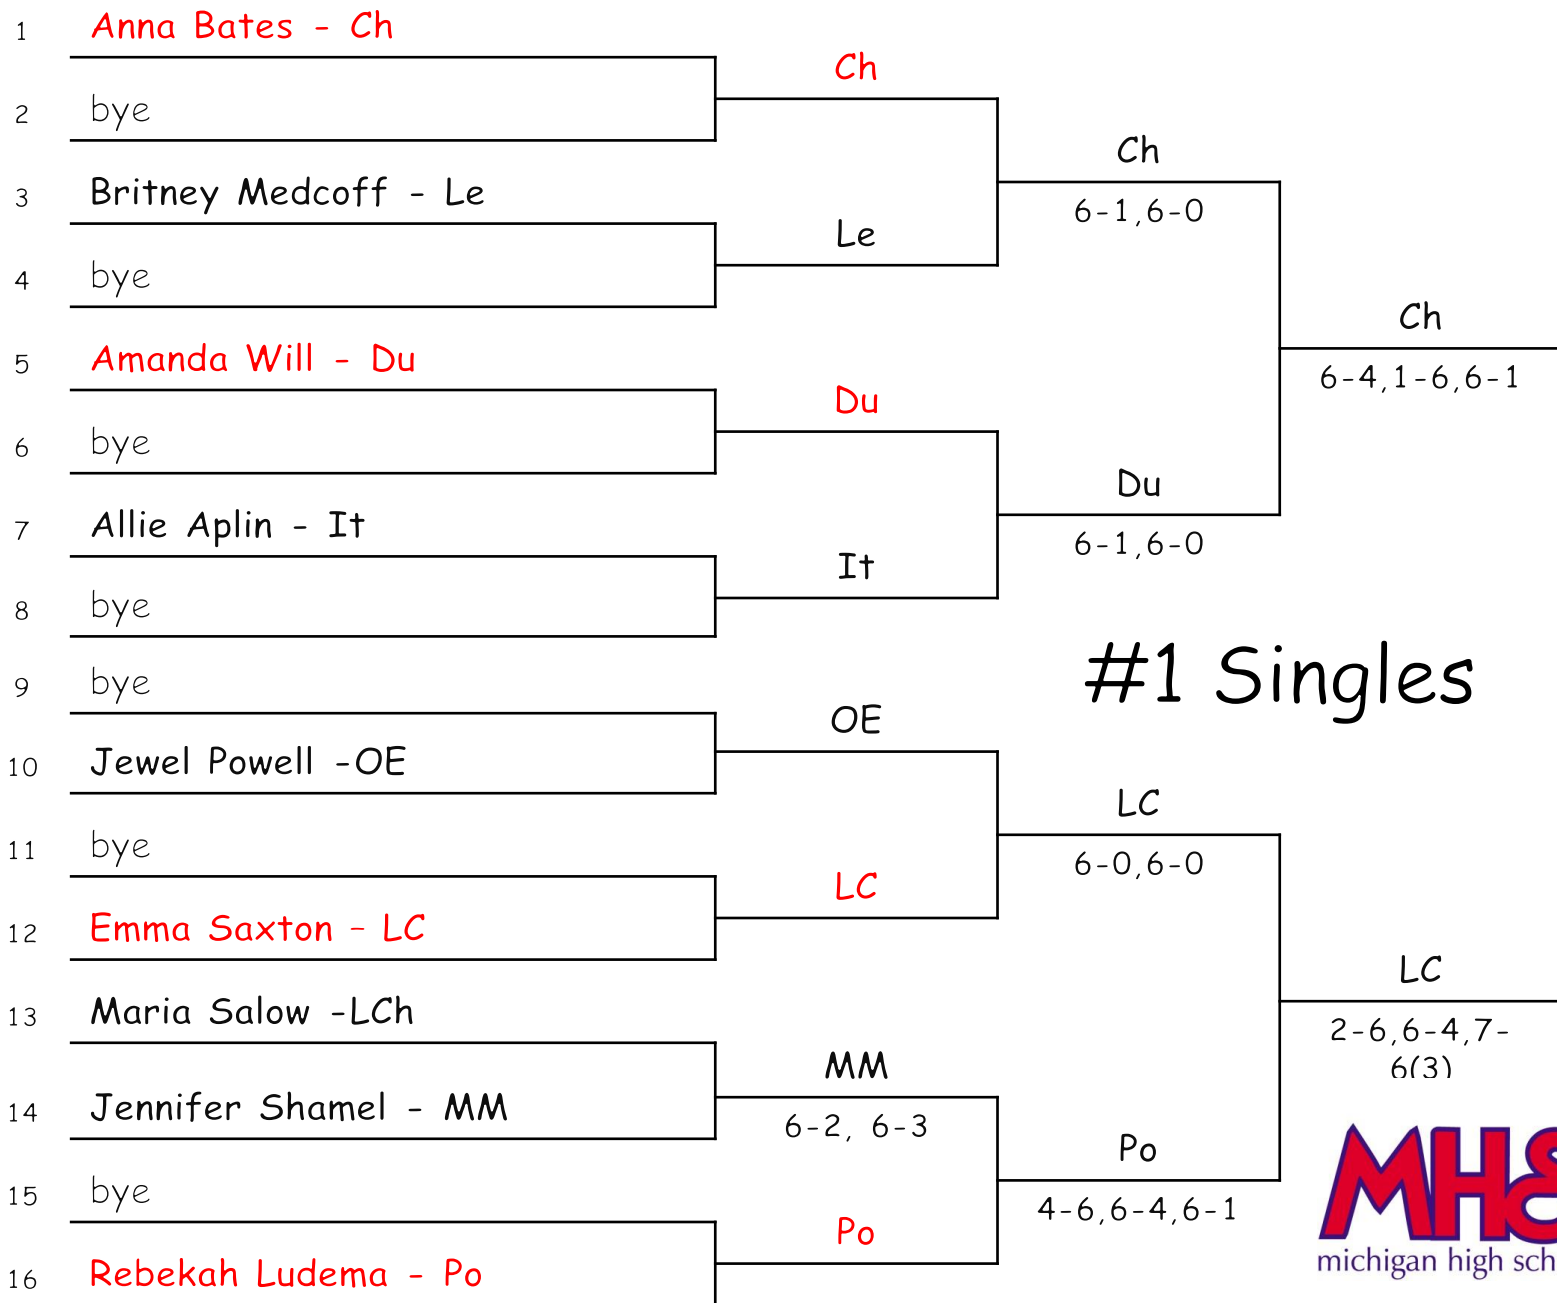 1 Anna Bates - Ch
Ch
2 bye
Ch
3 Britney Medcoff - Le
6-1,6-0
Le
4 bye
Ch
5 Amanda Will - Du
6-4,1-6,6-1
Du
6 bye
Du
7 Allie Aplin - It
6-1,6-0
It
8 bye
#1 Singles
9 bye
OE
10 Jewel Powell -OE
LC
11 bye
6-0,6-0
LC
12 Emma Saxton - LC
LC
13 Maria Salow -LCh
2-6,6-4,7-
6(3)
MM
14 Jennifer Shamel - MM
6-2, 6-3
Po
15 bye
4-6,6-4,6-1
Po
16 Rebekah Ludema - Po
MH
michigan high sch